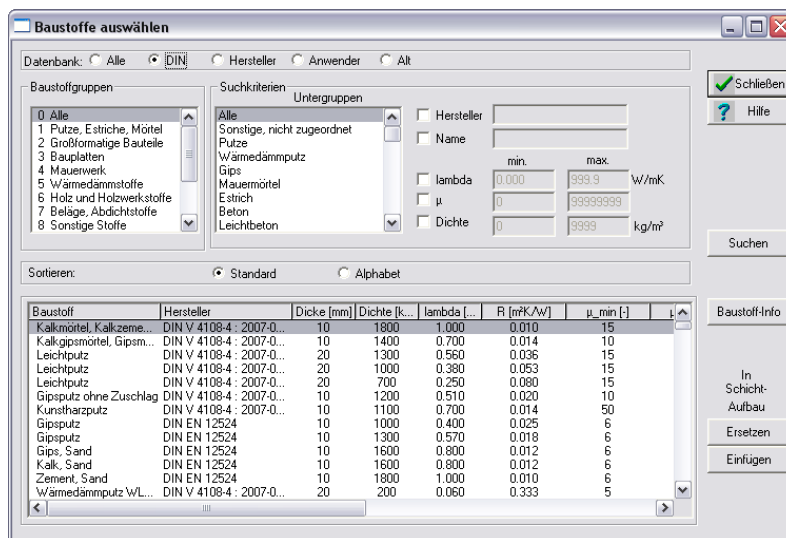 Baustoffe auswählen
Datenbank: Alle DIN Hersteller Anwender Alt
Schließen
Hilfe
Baustoffgruppen
0 Alle
1 Putze, Estriche, Mörtel
2 Großformatige Bauteile
3 Bauplatten
4 Mauerwerk
5 Wärmedämmstoffe
6 Holz und Holzwerkstoffe
7 Beläge, Abdichtstoffe
8 Sonstige Stoffe
Suchkriterien
Untergruppen
Alle
Sonstige, nicht zugeordnet
Putze
Wärmedämmputz
Gips
Mauermörtel
Estrich
Beton
Leichtbeton
Hersteller
Name
min. max.
lambda 0.000 999.9 W/mK
µ 0 99999999
Dichte 0 9999 kg/m³
Suchen
Sortieren: Standard Alphabet
Baustoff Hersteller Dicke [mm] Dichte [k... lambda [... R [m²K/W] µ_min [-] µ
Kalkmörtel, Kalkzeme... DIN V 4108-4 : 2007-0... 10 1800 1.000 0.010 15
Kalkgipsmörtel, Gipsm... DIN V 4108-4 : 2007-0... 10 1400 0.700 0.014 10
Leichtputz DIN V 4108-4 : 2007-0... 20 1300 0.560 0.036 15
Leichtputz DIN V 4108-4 : 2007-0... 20 1000 0.380 0.053 15
Leichtputz DIN V 4108-4 : 2007-0... 20 700 0.250 0.080 15
Gipsputz ohne Zuschlag DIN V 4108-4 : 2007-0... 10 1200 0.510 0.020 10
Kunstharzputz DIN V 4108-4 : 2007-0... 10 1100 0.700 0.014 50
Gipsputz DIN EN 12524 10 1000 0.400 0.025 6
Gipsputz DIN EN 12524 10 1300 0.570 0.018 6
Gips, Sand DIN EN 12524 10 1600 0.800 0.012 6
Kalk, Sand DIN EN 12524 10 1600 0.800 0.012 6
Zement, Sand DIN EN 12524 10 1800 1.000 0.010 6
Wärmedämmputz WL... DIN V 4108-4 : 2007-0... 20 200 0.060 0.333 5
Baustoff-Info
In
Schicht-
Aufbau
Ersetzen
Einfügen